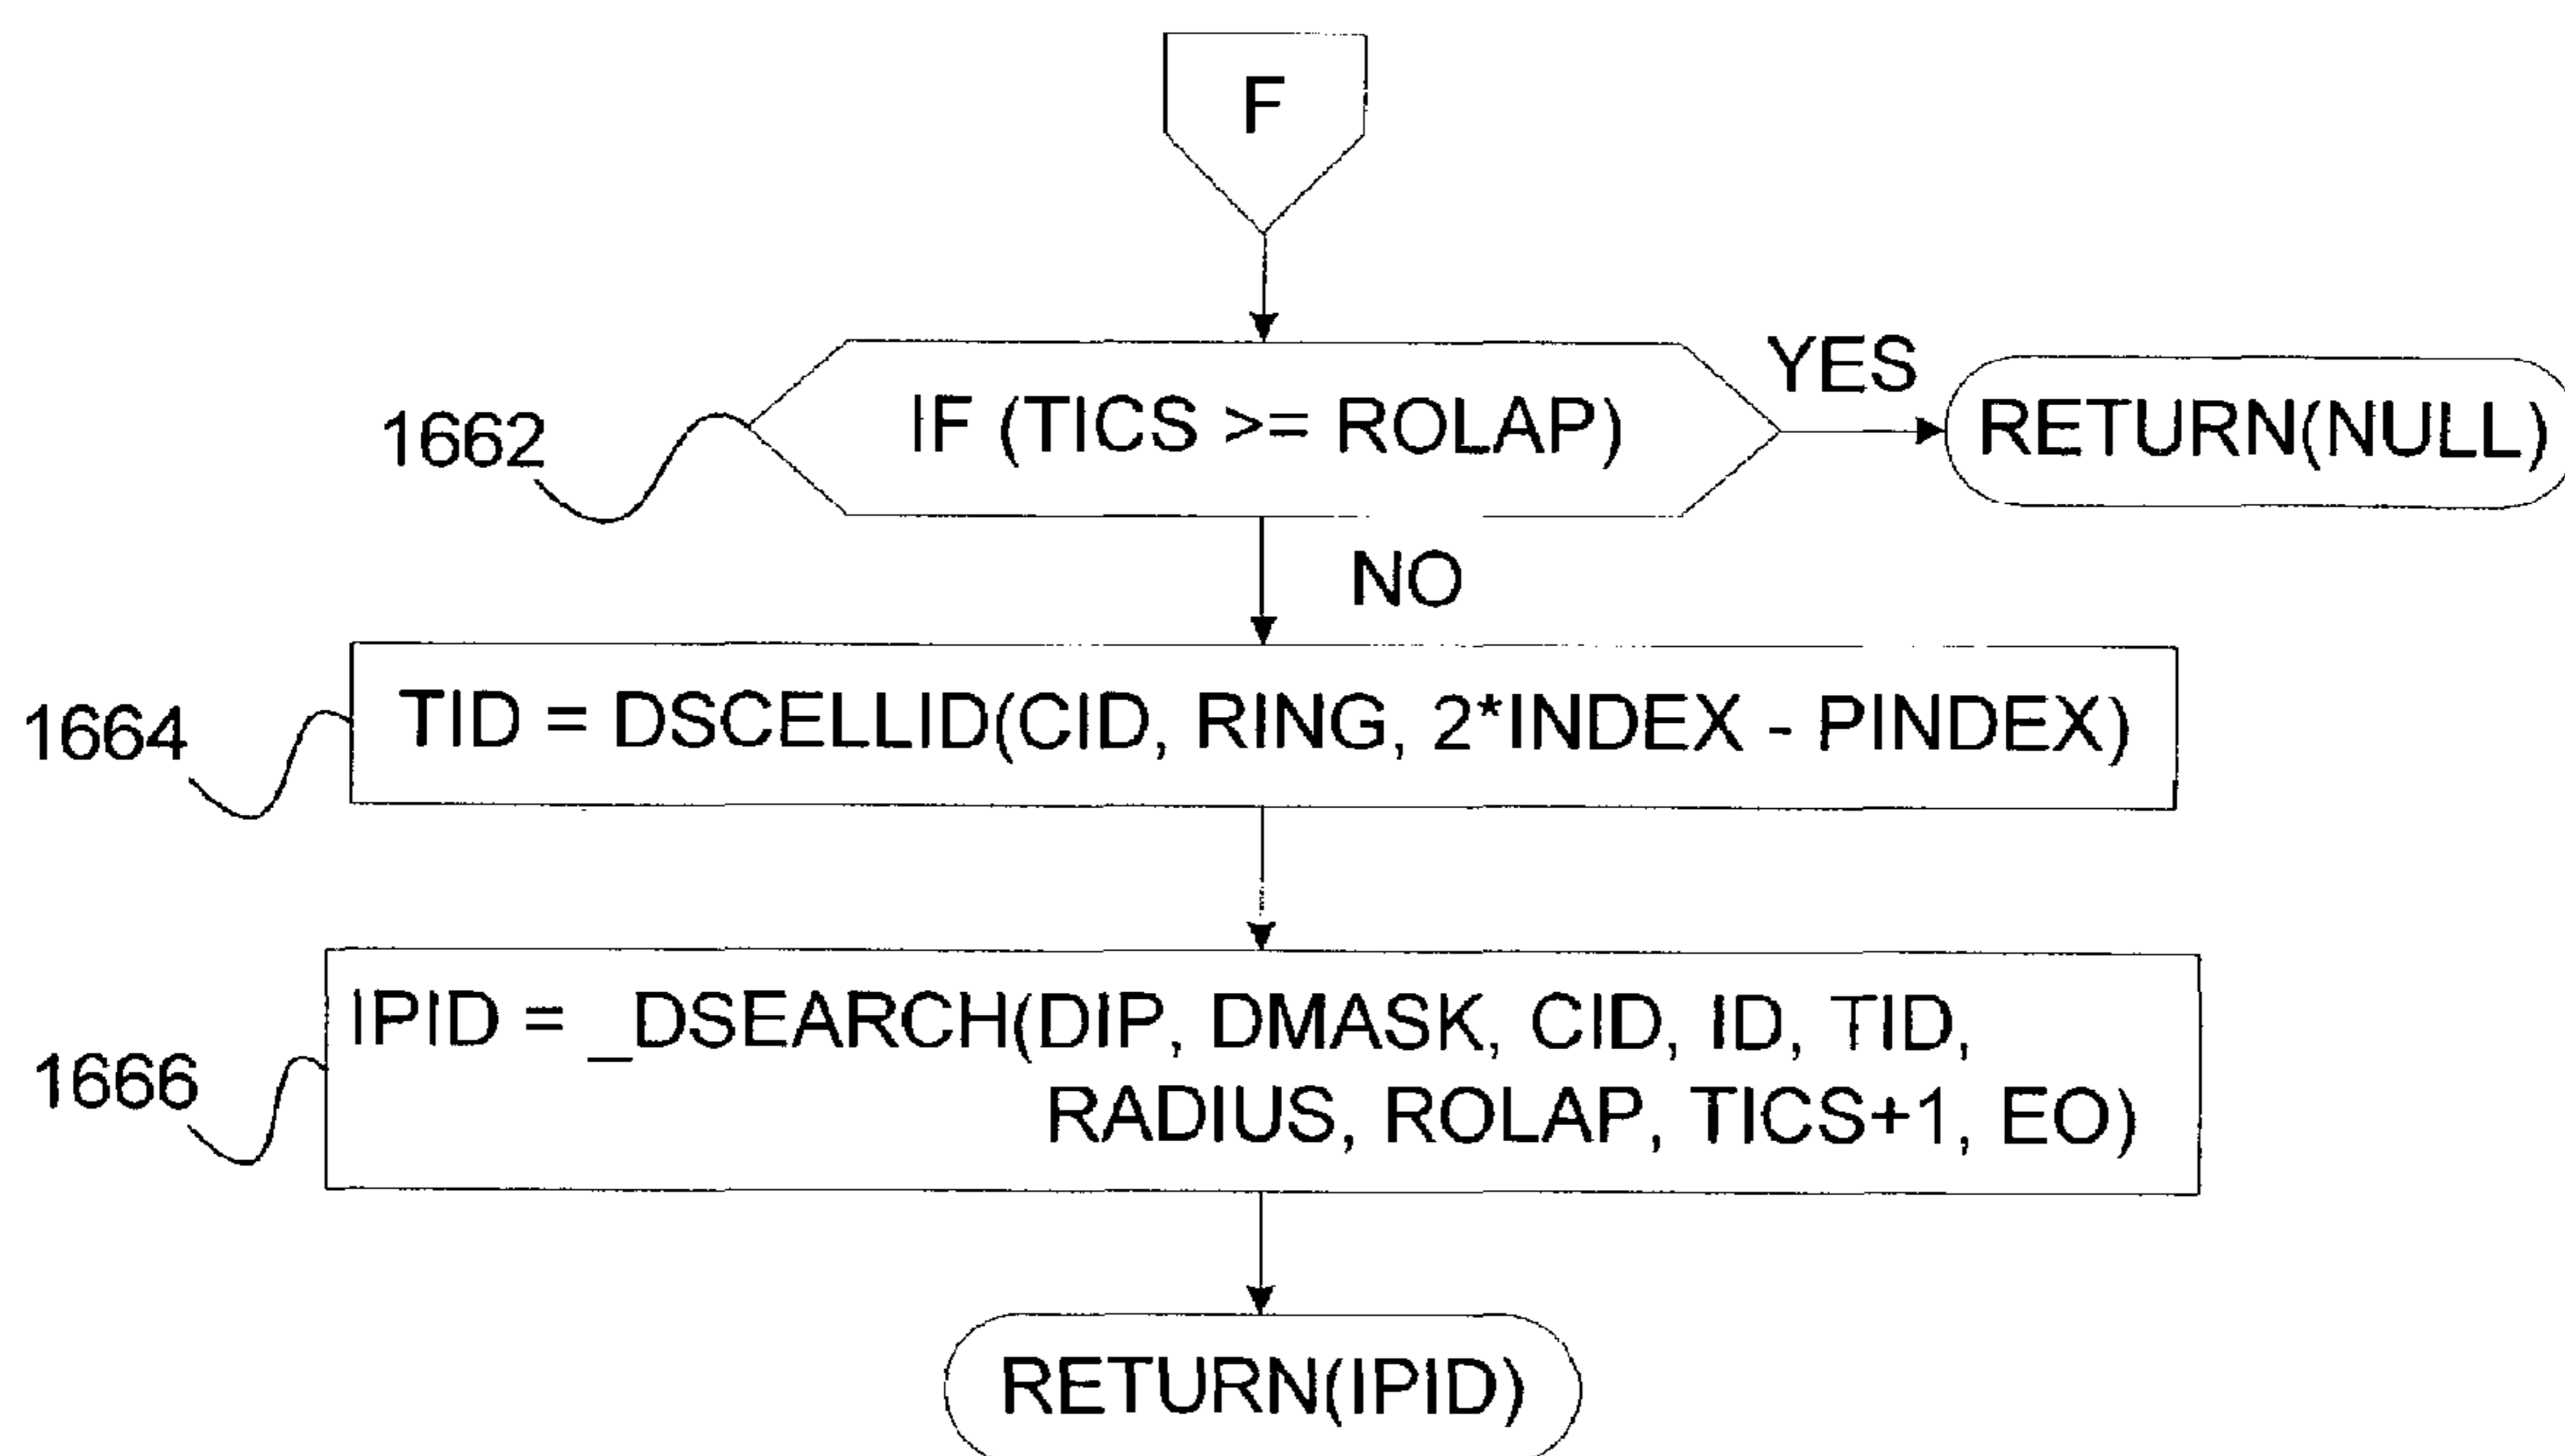 F
IF (TICS >= ROLAP)
YES
RETURN(NULL)
1662
NO
TID = DSCELLID(CID, RING, 2*INDEX - PINDEX)
1664
IPID = _DSEARCH(DIP, DMASK, CID, ID, TID,
RADIUS, ROLAP, TICS+1, EO)
1666
RETURN(IPID)